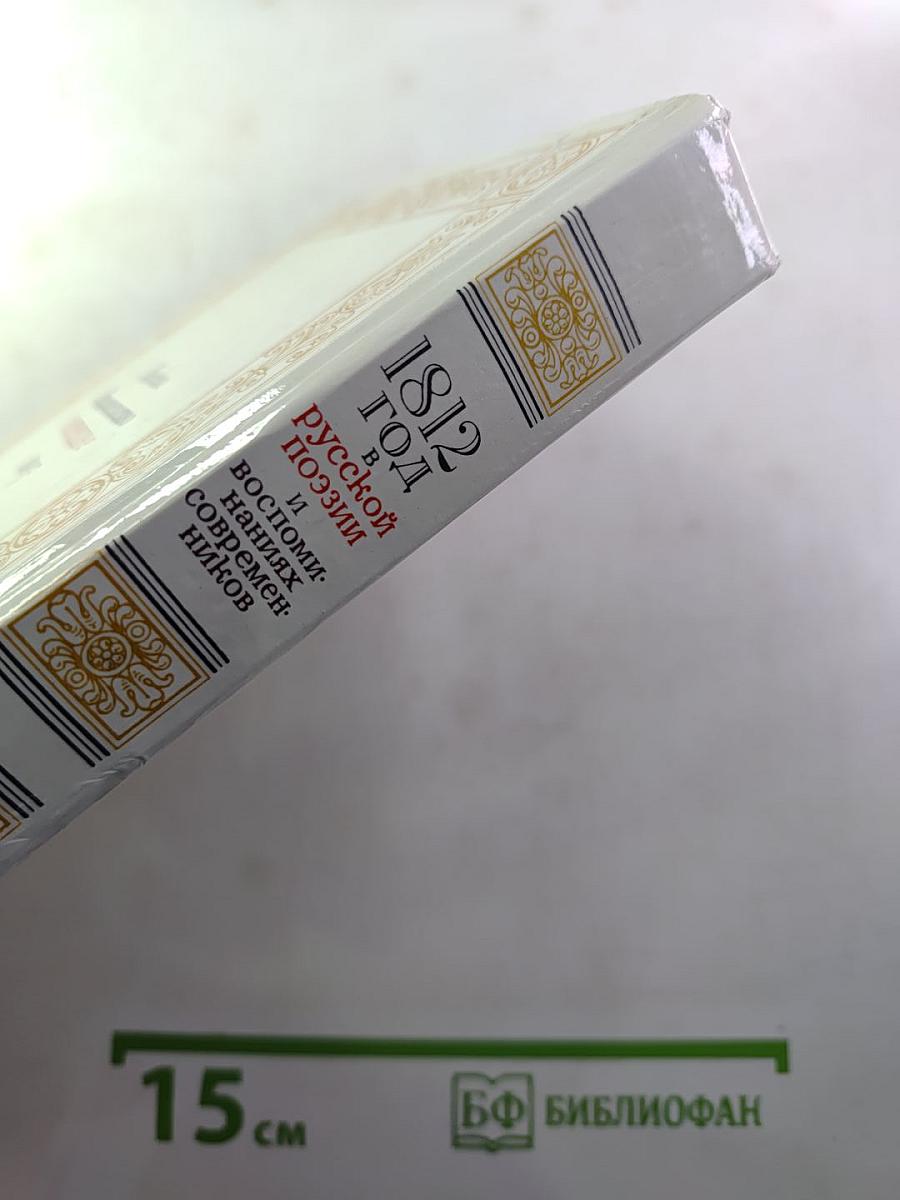 1812
ГОД
в
русской
поэзии
и
воспоми-
наниях
современ-
ников
15 см
БФ БИБЛИОФАН